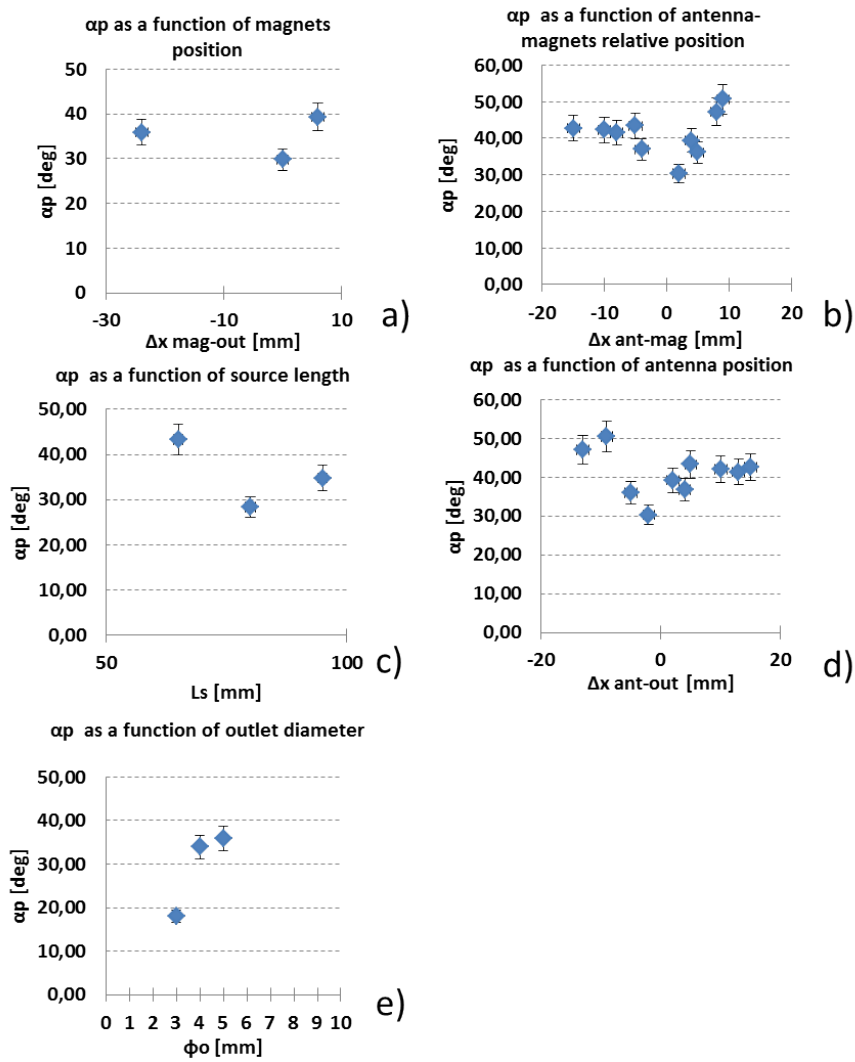 αp as a function of magnets
position
50
40
30
20
10
0
-30
-10
10
αp [deg]
Δx mag-out [mm]
a)
αp as a function of antenna-
magnets relative position
60,00
50,00
40,00
30,00
20,00
10,00
0,00
-20
-10
0
10
20
αp [deg]
Δx ant-mag [mm]
b)
αp as a function of source length
50,00
40,00
30,00
20,00
10,00
0,00
50
100
αp [deg]
Ls [mm]
c)
αp as a function of antenna position
60,00
50,00
40,00
30,00
20,00
10,00
0,00
-20
0
20
αp [deg]
Δx ant-out [mm]
d)
αp as a function of outlet diameter
50,00
40,00
30,00
20,00
10,00
0,00
0 1 2 3 4 5 6 7 8 9 10
αp [deg]
φo [mm]
e)